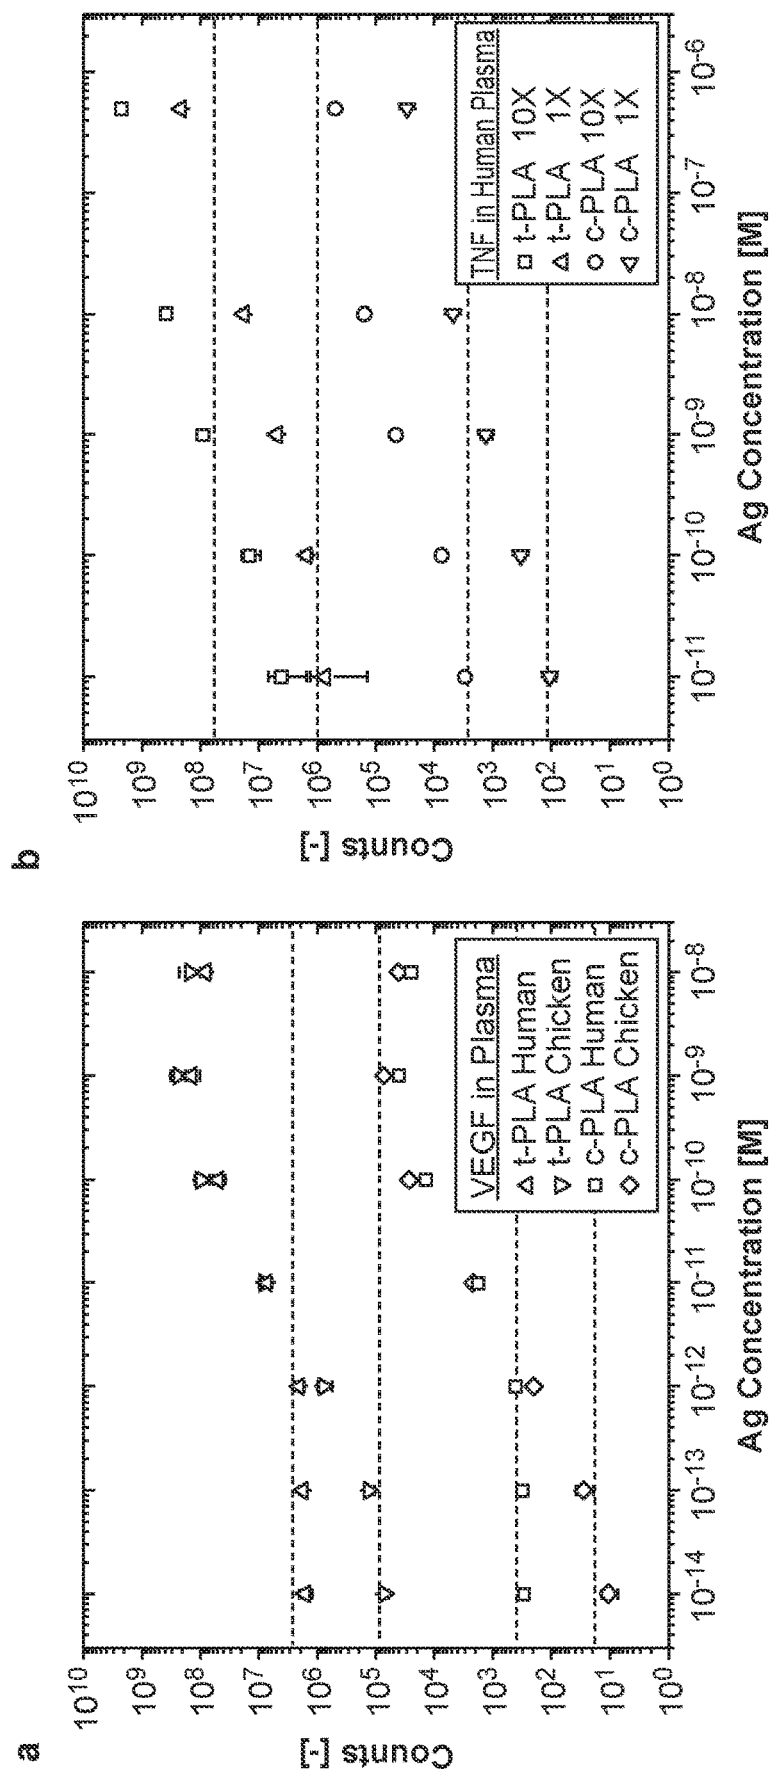 a
Counts [-]
10^10
10^9
10^8
10^7
10^6
10^5
10^4
10^3
10^2
10^1
10^0
VEGF in Plasma
t-PLA Human
t-PLA Chicken
c-PLA Human
c-PLA Chicken
10^-14
10^-13
10^-12
10^-11
10^-10
10^-9
10^-8
Ag Concentration [M]
b
Counts [-]
10^10
10^9
10^8
10^7
10^6
10^5
10^4
10^3
10^2
10^1
10^0
TNF in Human Plasma
t-PLA 10X
t-PLA 1X
c-PLA 10X
c-PLA 1X
10^-11
10^-10
10^-9
10^-8
10^-7
10^-6
Ag Concentration [M]